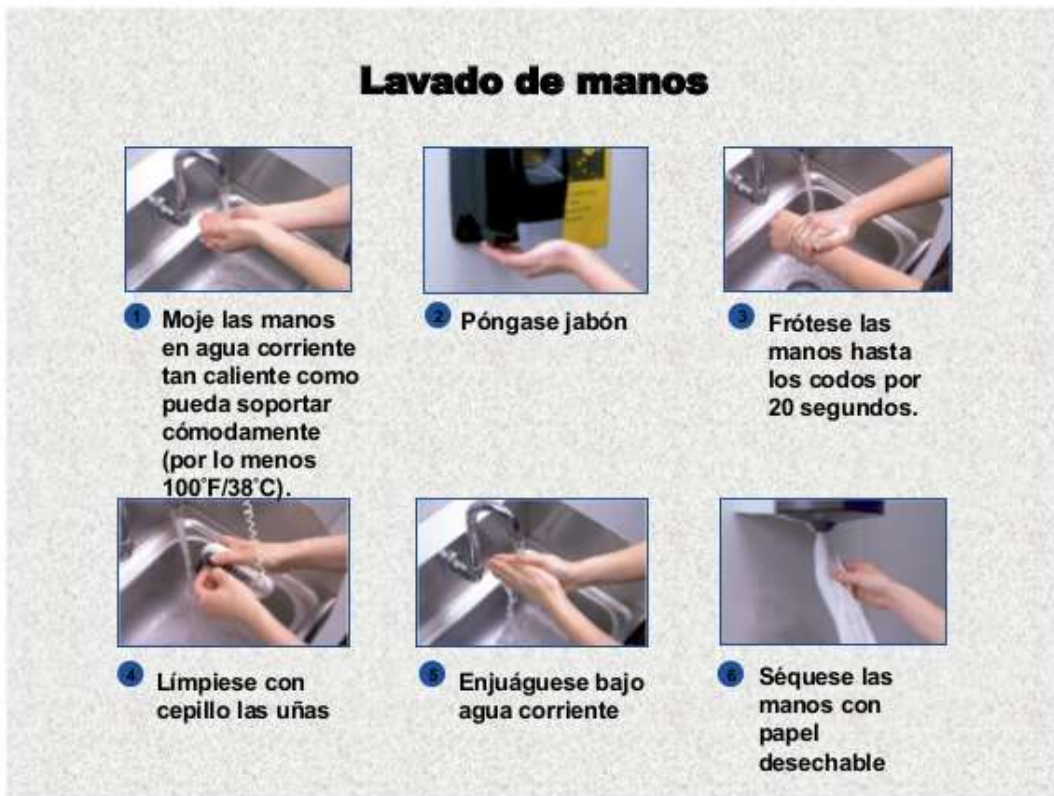 Lavado de manos
1
Moje las manos
en agua corriente
tan caliente como
pueda soportar
cómodamente
(por lo menos
100°F/38°C).
2
Póngase jabón
3
Frótese las
manos hasta
los codos por
20 segundos.
4
Límpiese con
cepillo las uñas
5
Enjuáguese bajo
agua corriente
6
Séquese las
manos con
papel
desechable